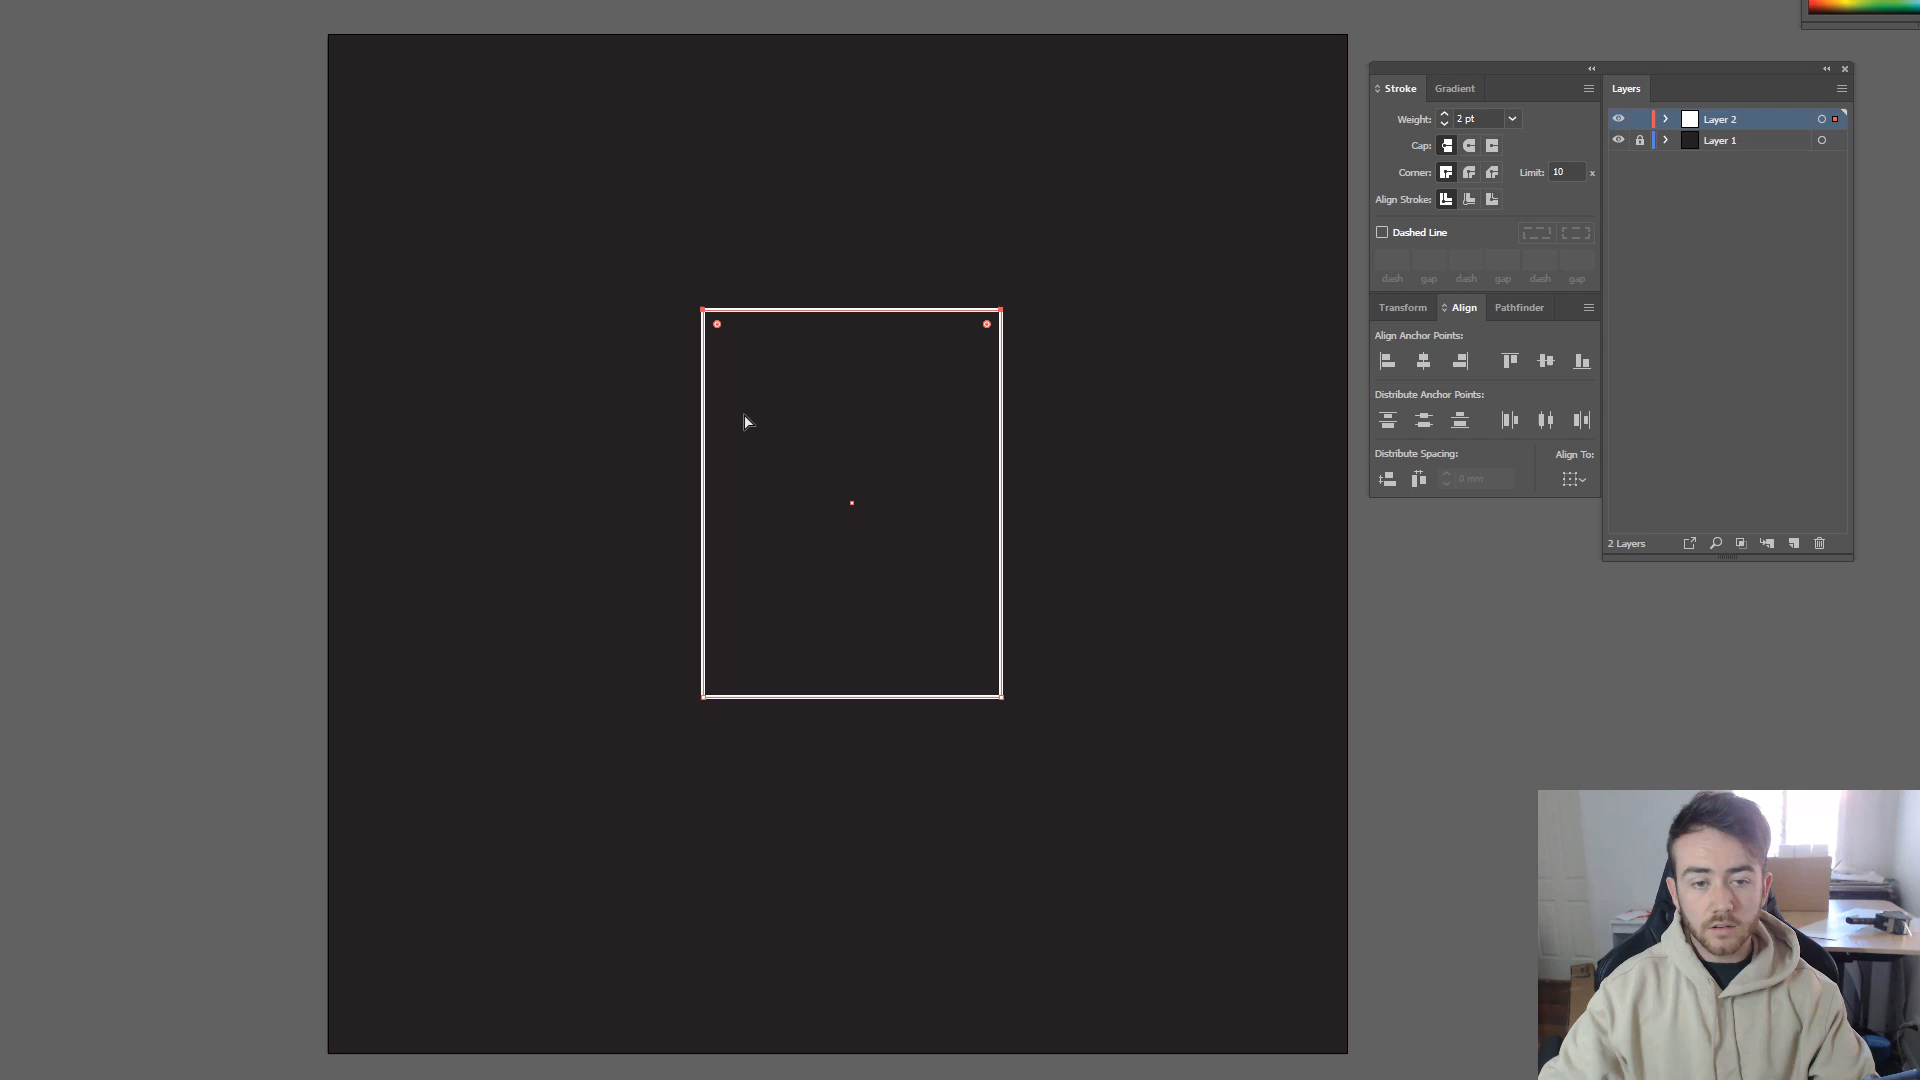 Stroke Gradient
Weight: 2 pt
Cap:
Corner: Limit: 10 x
Align Stroke:
Dashed Line
dash gap dash gap dash gap
Transform Align Pathfinder
Align Anchor Points:
Distribute Anchor Points:
Distribute Spacing: Align To:
0 mm
Layers
Layer 2
Layer 1
2 Layers